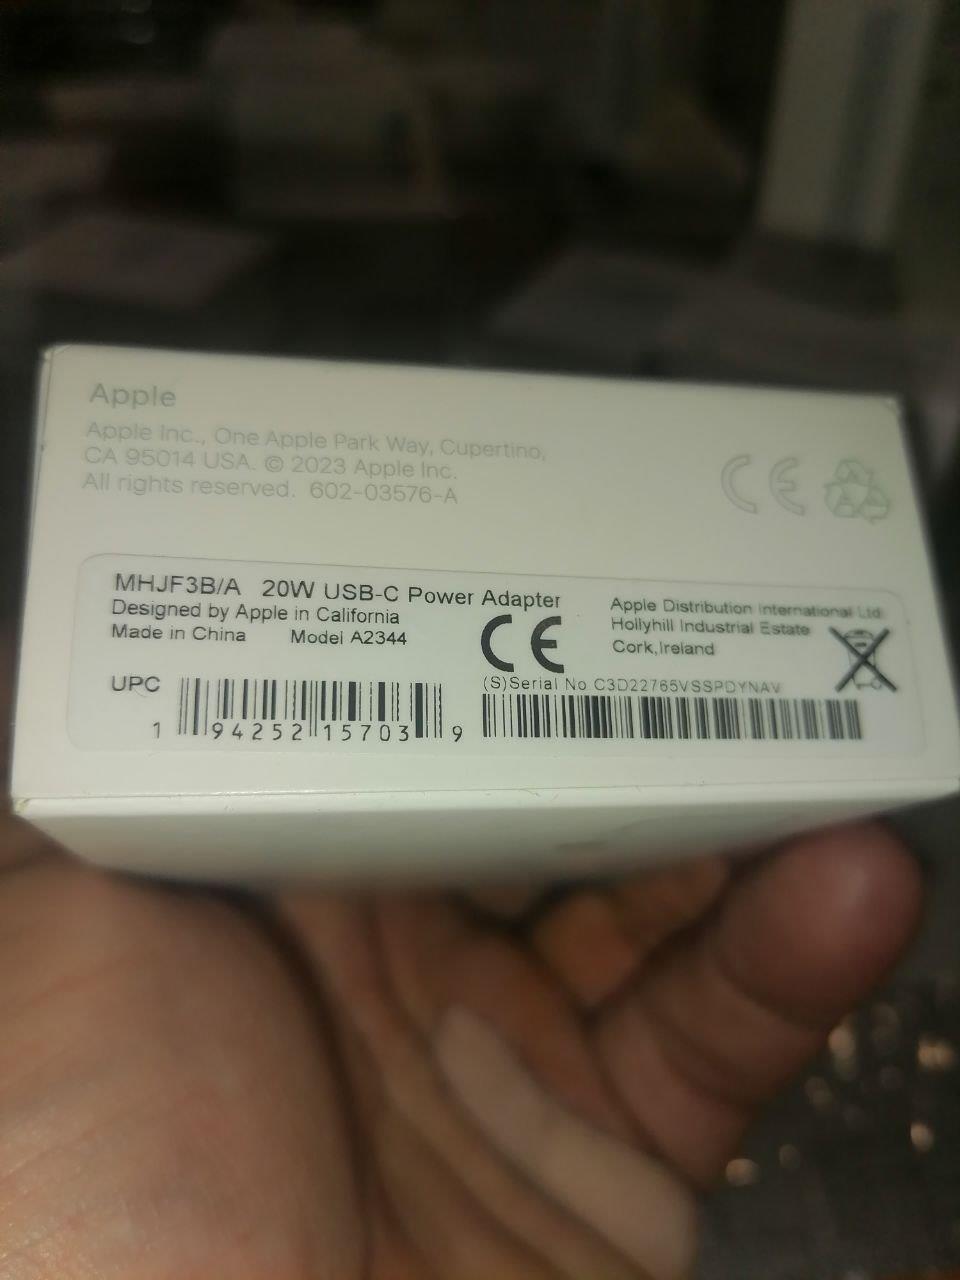 Apple
Apple Inc., One Apple Park Way, Cupertino,
CA 95014 USA. © 2023 Apple Inc.
All rights reserved. 602-03576-A
MHJF3B/A 20W USB-C Power Adapter
Designed by Apple in California
Made in China Model A2344
CE
Apple Distribution International Ltd.
Hollyhill Industrial Estate
Cork,Ireland
UPC
1 94252 15703 9
(S)Serial No C3D22765VSSPDYNAV
CE